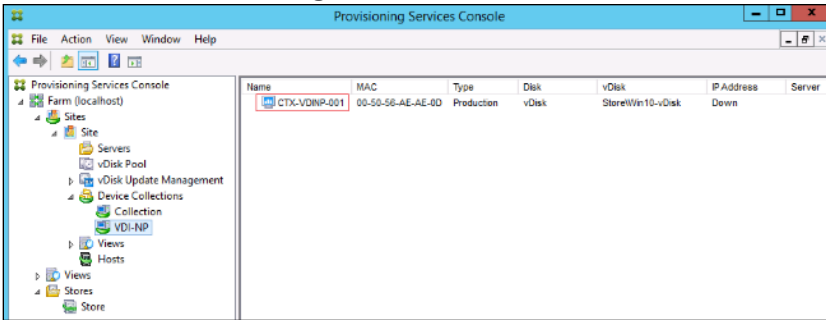 Provisioning Services Console
File Action View Window Help
Provisioning Services Console
Farm (localhost)
Sites
Site
Servers
vDisk Pool
vDisk Update Management
Device Collections
Collection
VDI-NP
Views
Hosts
Views
Stores
Store
Name MAC Type Disk vDisk IP Address Server
CTX-VDINP-001 00-50-56-AE-AE-0D Production vDisk Store\Win10-vDisk Down